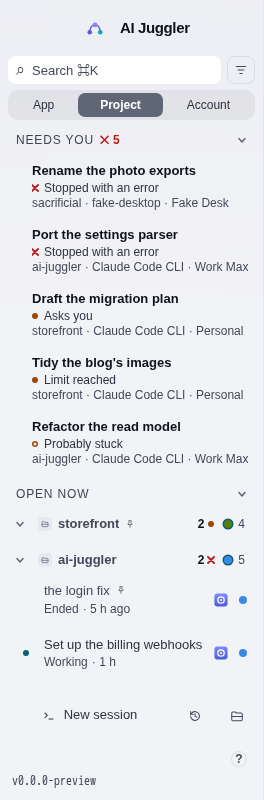 AI Juggler
Search ⌘K
App Project Account
NEEDS YOU ✕ 5
Rename the photo exports
Stopped with an error
sacrificial · fake-desktop · Fake Desk
Port the settings parser
Stopped with an error
ai-juggler · Claude Code CLI · Work Max
Draft the migration plan
Asks you
storefront · Claude Code CLI · Personal
Tidy the blog's images
Limit reached
storefront · Claude Code CLI · Personal
Refactor the read model
Probably stuck
ai-juggler · Claude Code CLI · Work Max
OPEN NOW
storefront 2 4
ai-juggler 2 5
the login fix
Ended · 5 h ago
Set up the billing webhooks
Working · 1 h
New session
?
v0.0.0-preview